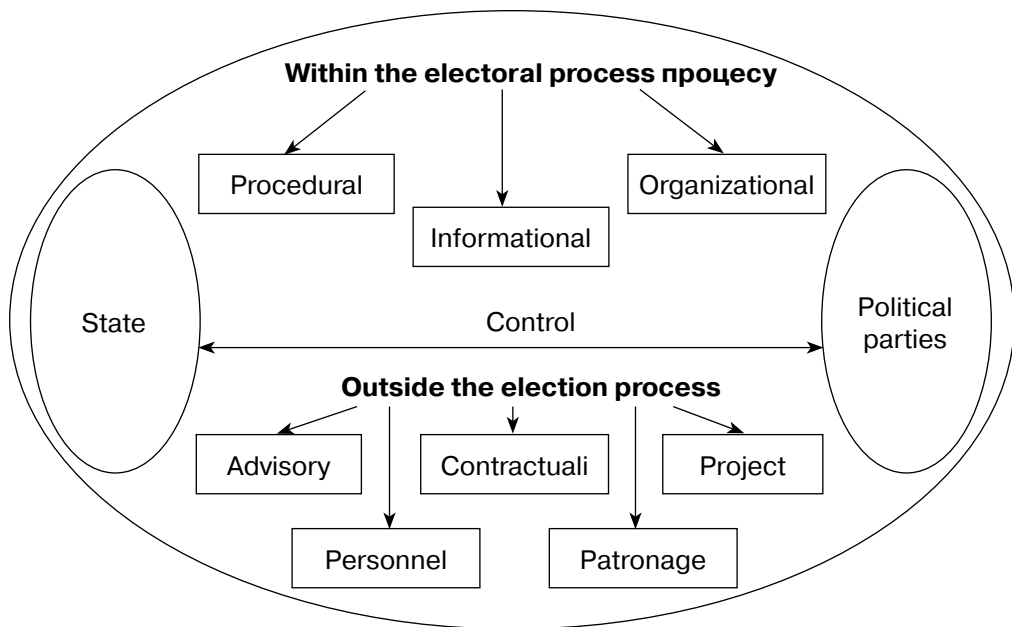 Within the electoral process процесу
Procedural
Organizational
Informational
State
Control
Political
parties
Outside the election process
Advisory
Contractuali
Project
Personnel
Patronage